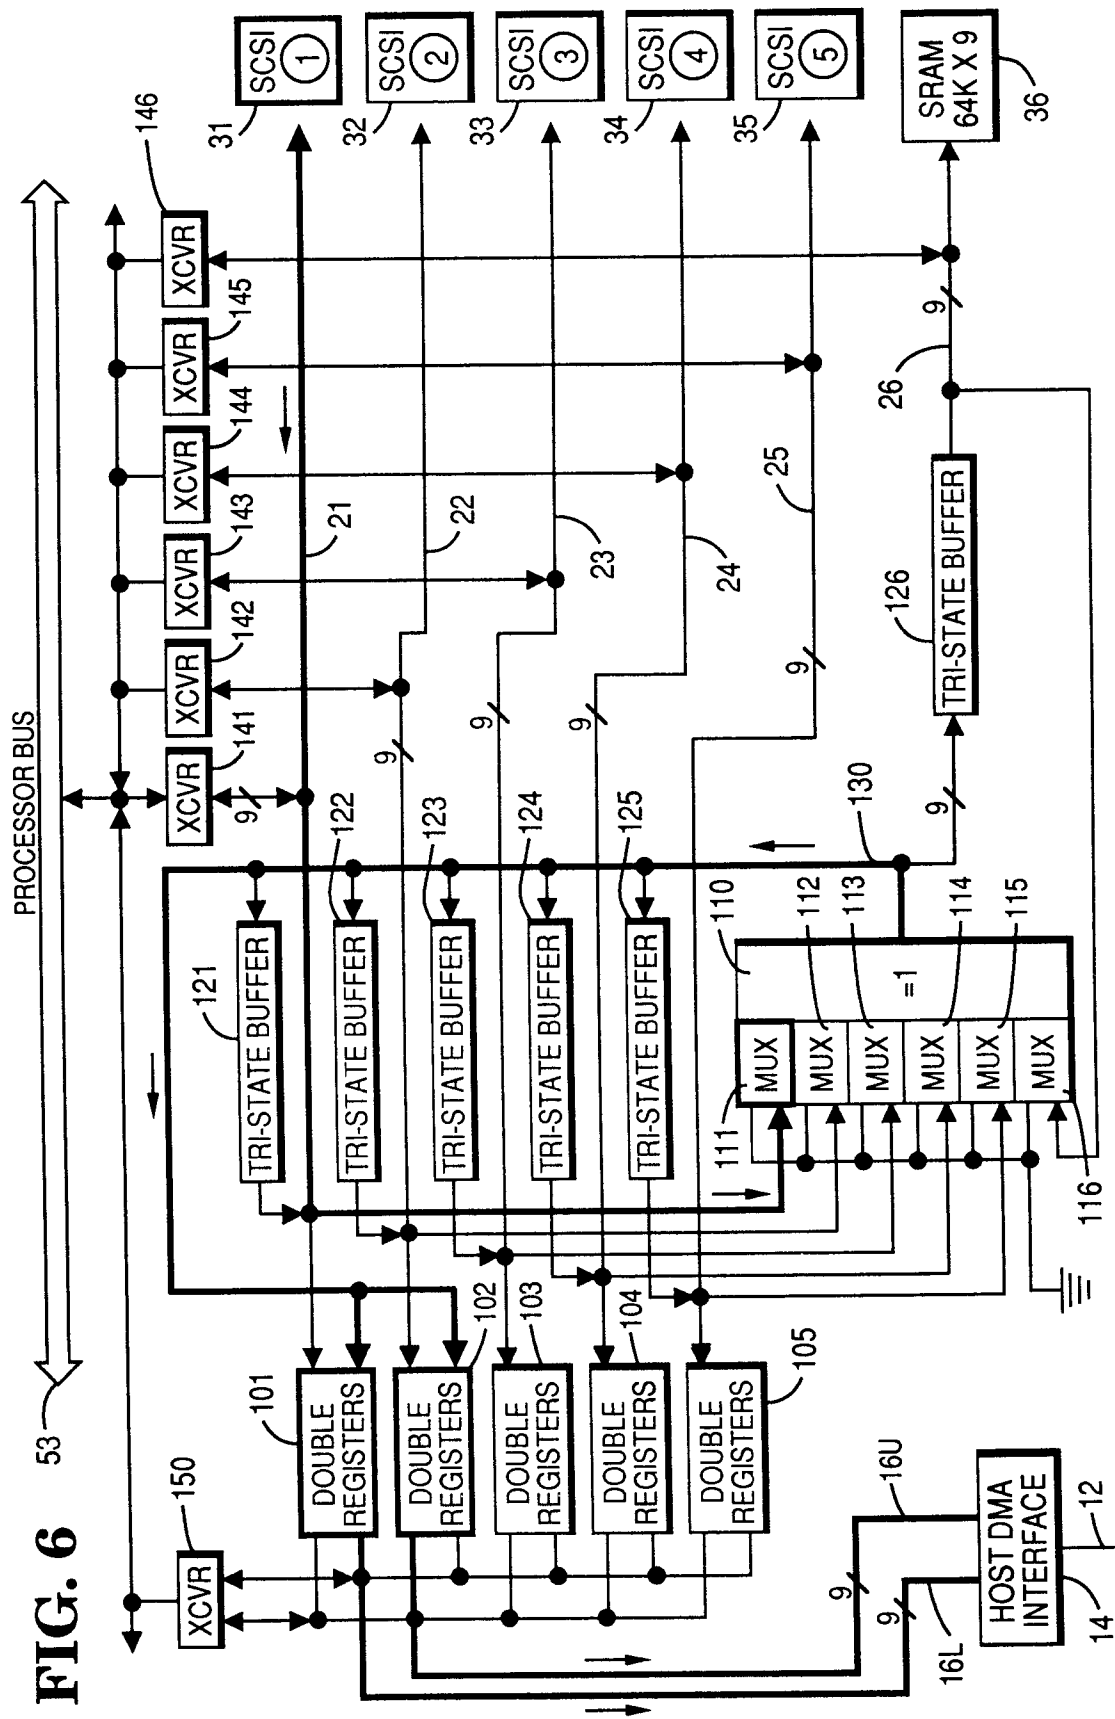 FIG. 6
53
PROCESSOR BUS
150
XCVR
141
XCVR
142
XCVR
143
XCVR
144
XCVR
145
XCVR
146
XCVR
9
31
SCSI
1
32
SCSI
2
33
SCSI
3
34
SCSI
4
35
SCSI
5
SRAM
64K X 9
36
21
22
23
24
25
26
9
9
9
9
9
121
TRI-STATE BUFFER
122
TRI-STATE BUFFER
123
TRI-STATE BUFFER
124
TRI-STATE BUFFER
125
TRI-STATE BUFFER
126
TRI-STATE BUFFER
9
130
101
DOUBLE
REGISTERS
102
DOUBLE
REGISTERS
103
DOUBLE
REGISTERS
104
DOUBLE
REGISTERS
105
DOUBLE
REGISTERS
110
=1
111
MUX
112
MUX
113
MUX
114
MUX
115
MUX
116
MUX
9
16U
9
16L
HOST DMA
INTERFACE
14
12